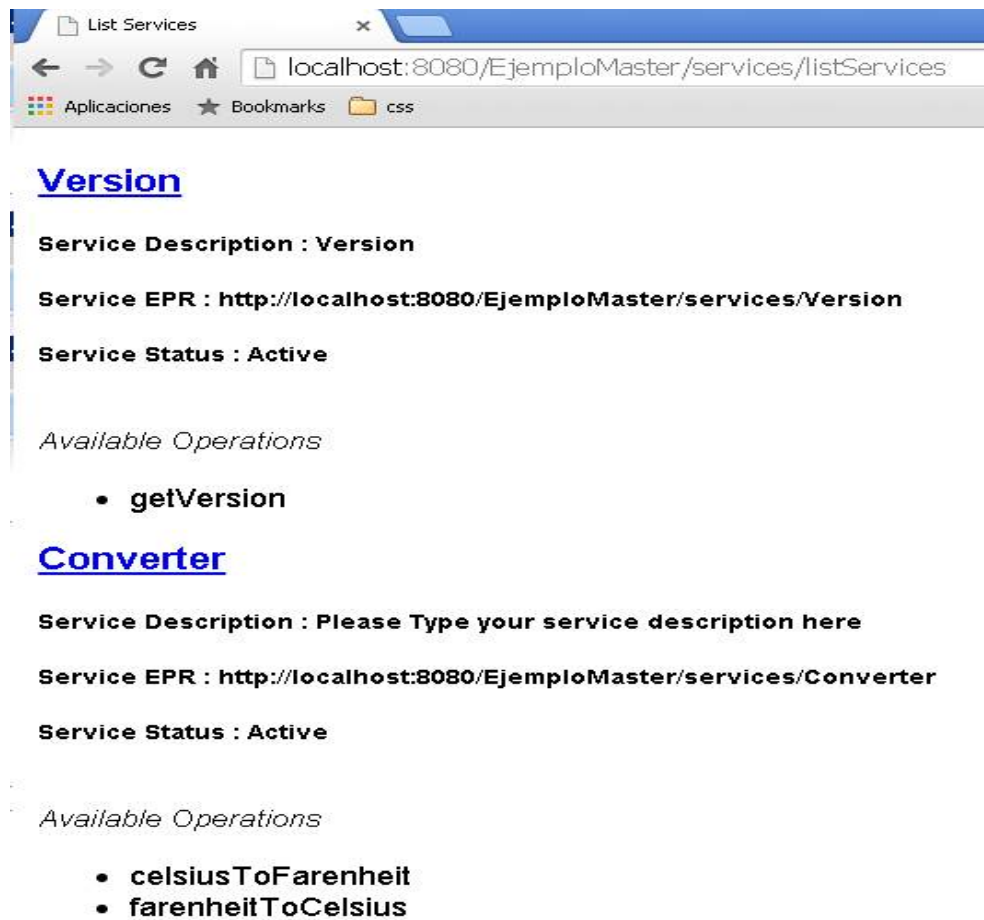 List Services
localhost:8080/EjemploMaster/services/listServices
Aplicaciones Bookmarks css
Version
Service Description : Version
Service EPR : http://localhost:8080/EjemploMaster/services/Version
Service Status : Active
Available Operations
• getVersion
Converter
Service Description : Please Type your service description here
Service EPR : http://localhost:8080/EjemploMaster/services/Converter
Service Status : Active
Available Operations
• celsiusToFarenheit
• farenheitToCelsius